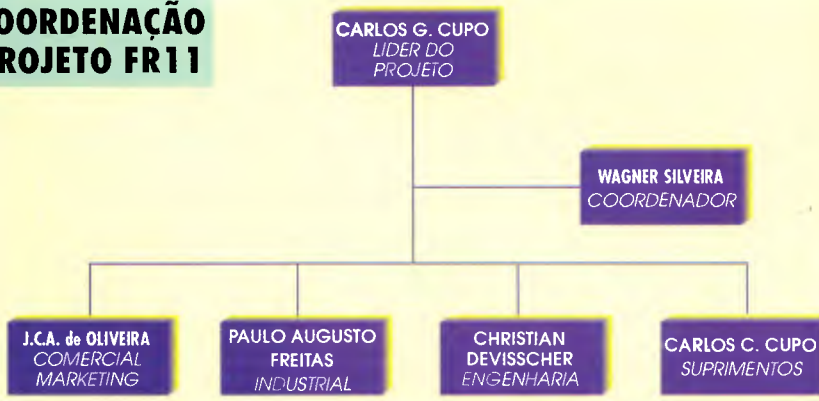 OORDENAÇÃO
ROJETO FR11
CARLOS G. CUPO
LIDER DO
PROJETO
WAGNER SILVEIRA
COORDENADOR
J.C.A. de OLIVEIRA
COMERCIAL
MARKETING
PAULO AUGUSTO
FREITAS
INDUSTRIAL
CHRISTIAN
DEVISSCHER
ENGENHARIA
CARLOS C. CUPO
SUPRIMENTOS